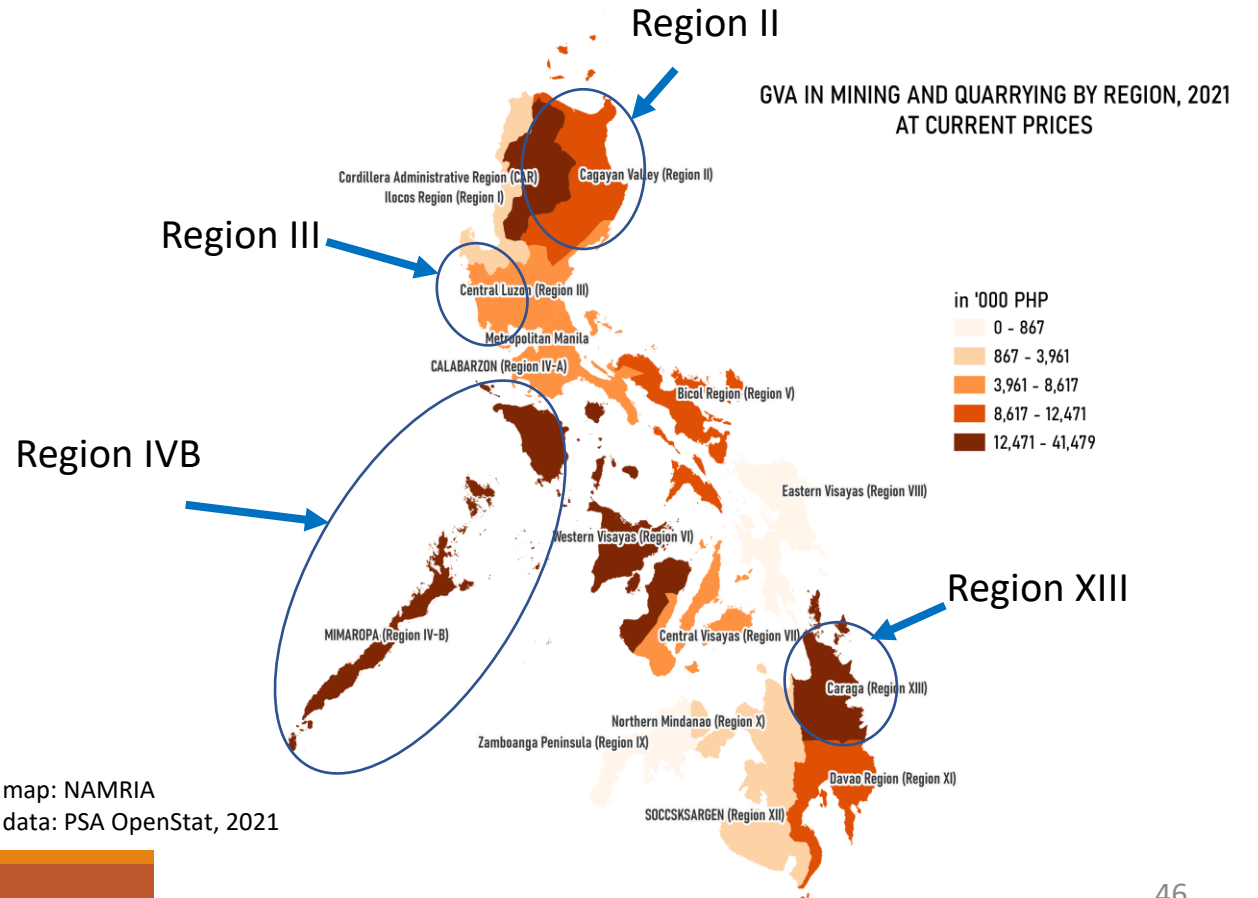 Region II
GVA IN MINING AND QUARRYING BY REGION, 2021
AT CURRENT PRICES
Cordillera Administrative Region (CAR)
Cagayan Valley (Region II)
Ilocos Region (Region I)
Region III
Central Luzon (Region III)
in '000 PHP
0 - 867
867 - 3,961
3,961 - 8,617
8,617 - 12,471
12,471 - 41,479
Metropolitan Manila
CALABARZON (Region IV-A)
Bicol Region (Region V)
Region IVB
Eastern Visayas (Region VIII)
Western Visayas (Region VI)
Region XIII
MIMAROPA (Region IV-B)
Central Visayas (Region VII)
Caraga (Region XIII)
Northern Mindanao (Region X)
Zamboanga Peninsula (Region IX)
Davao Region (Region XI)
SOCCSKSARGEN (Region XII)
map: NAMRIA
data: PSA OpenStat, 2021
46